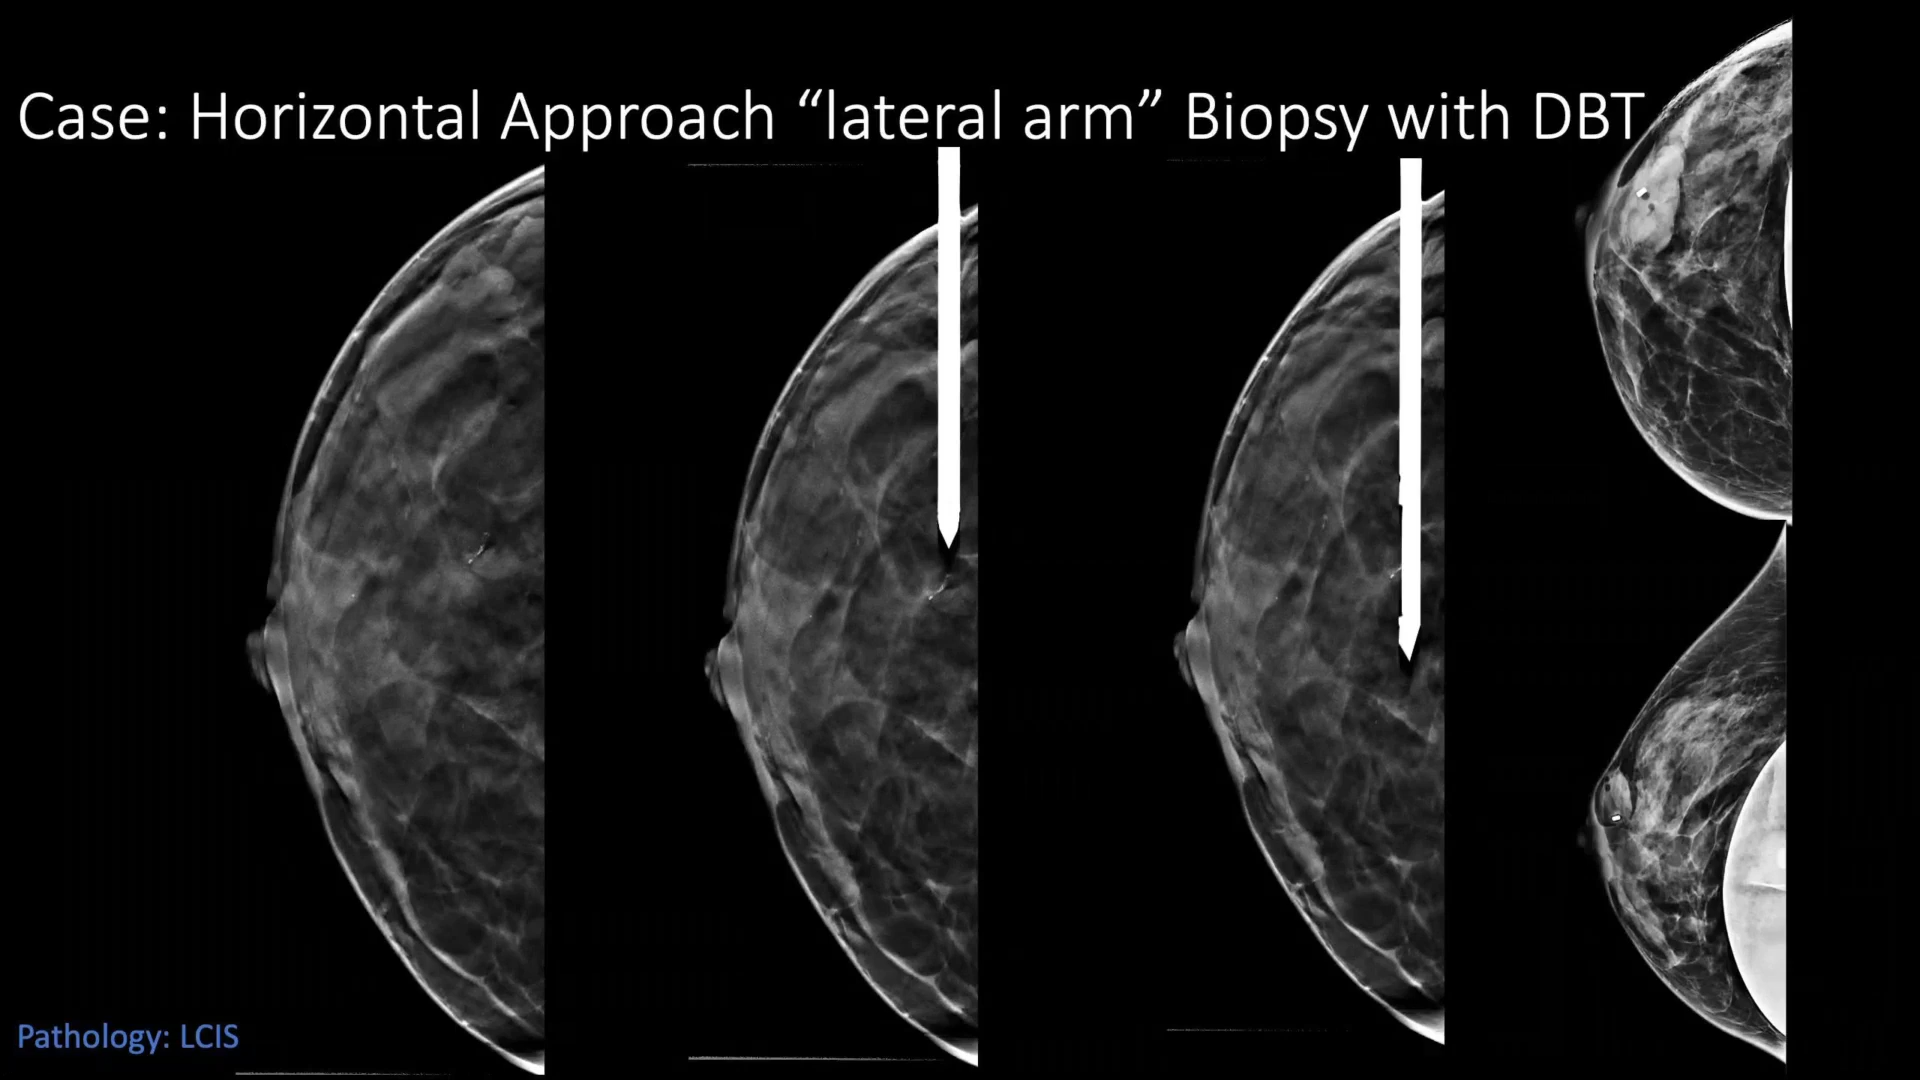 Case: Horizontal Approach “lateral arm” Biopsy with DBT
Pathology: LCIS